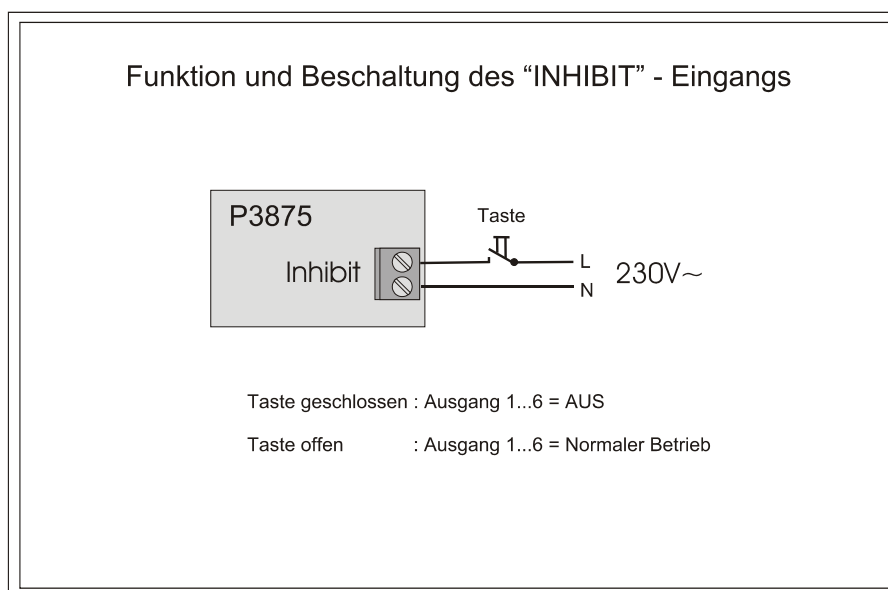 Funktion und Beschaltung des “INHIBIT” - Eingangs
P3875
Taste
Inhibit
L
N
230V~
Taste geschlossen : Ausgang 1...6 = AUS
Taste offen : Ausgang 1...6 = Normaler Betrieb